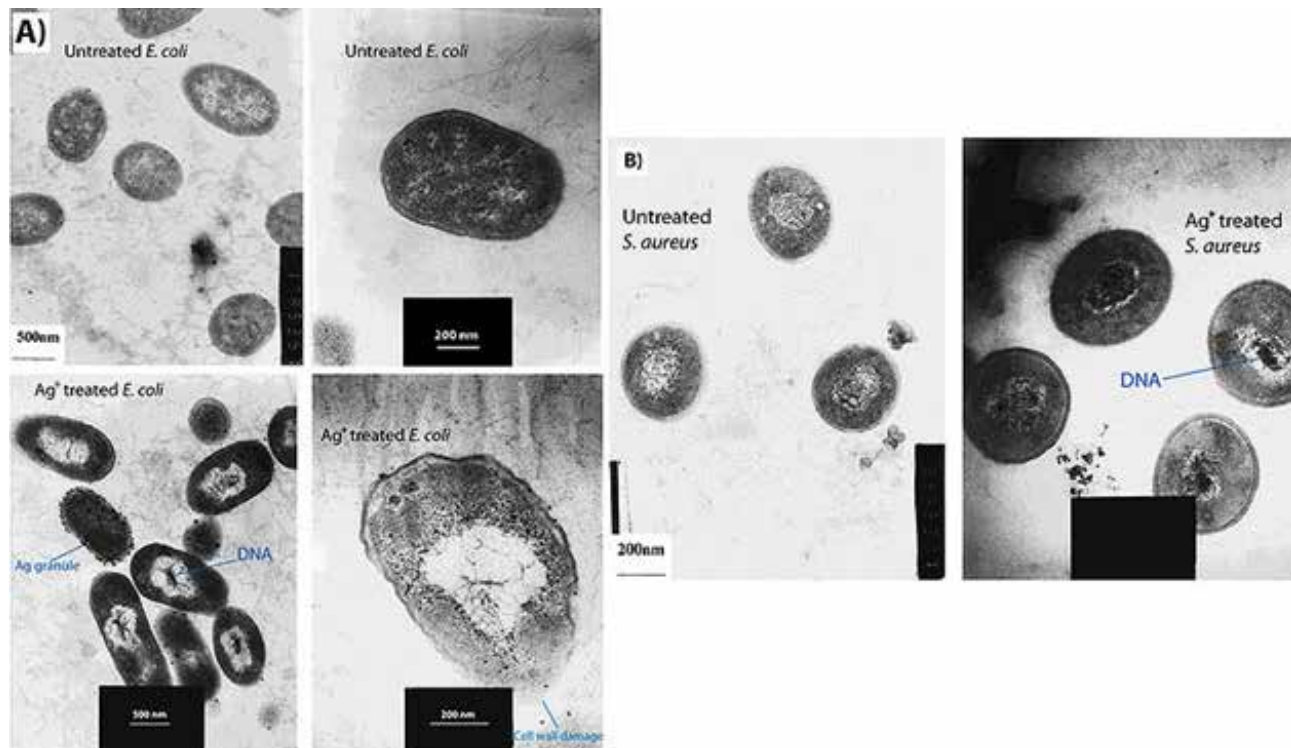 A)
Untreated E. coli
Untreated E. coli
500nm
200 nm
Ag⁺ treated E. coli
Ag granule
DNA
500 nm
Ag⁺ treated E. coli
200 nm
Cell wall damage
B)
Untreated
S. aureus
200nm
Ag⁺ treated
S. aureus
DNA